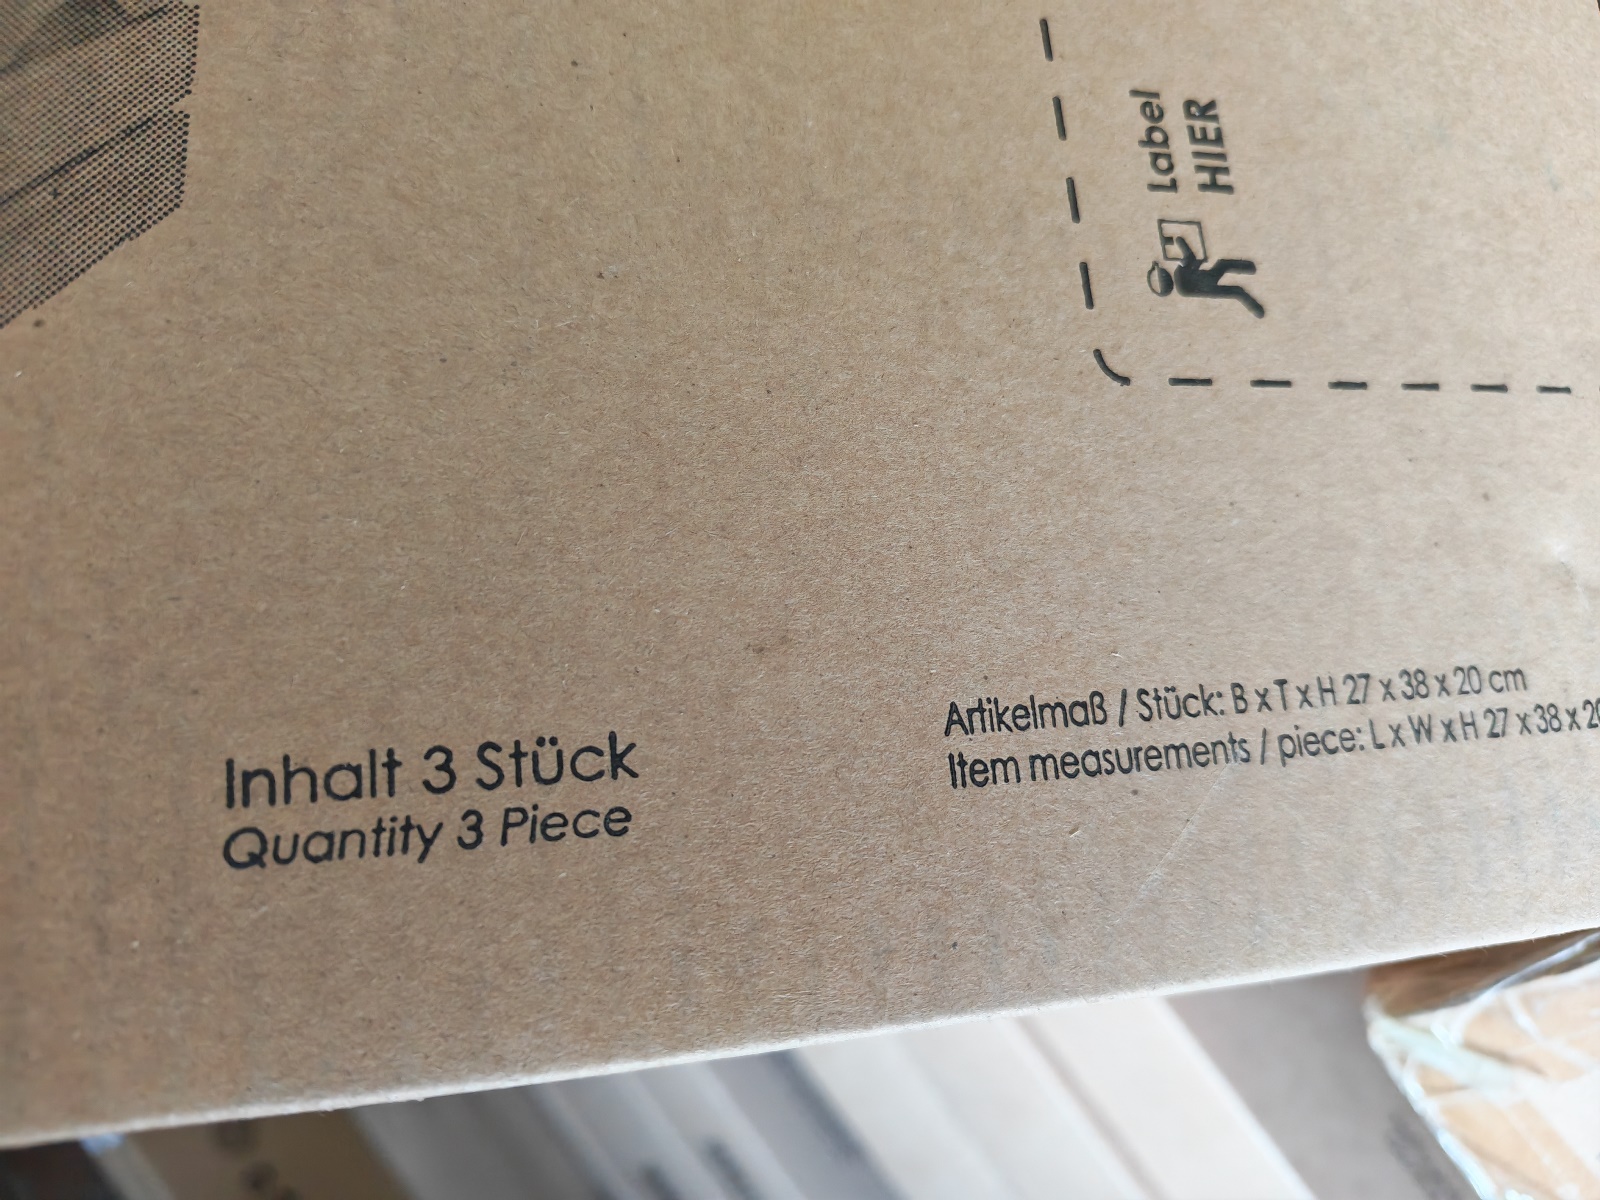 Label
HIER
Inhalt 3 Stück
Quantity 3 Piece
Artikelmaß / Stück: B x T x H 27 x 38 x 20 cm
Item measurements / piece: L x W x H 27 x 38 x 20